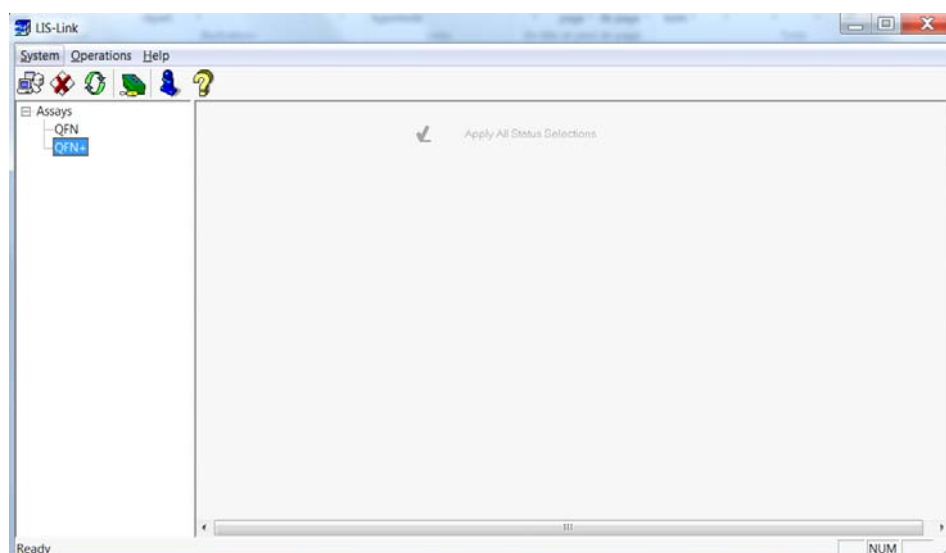 LIS-Link
System Operations Help
Assays
QFN
QFN+
Apply All Status Selections
Ready
NUM